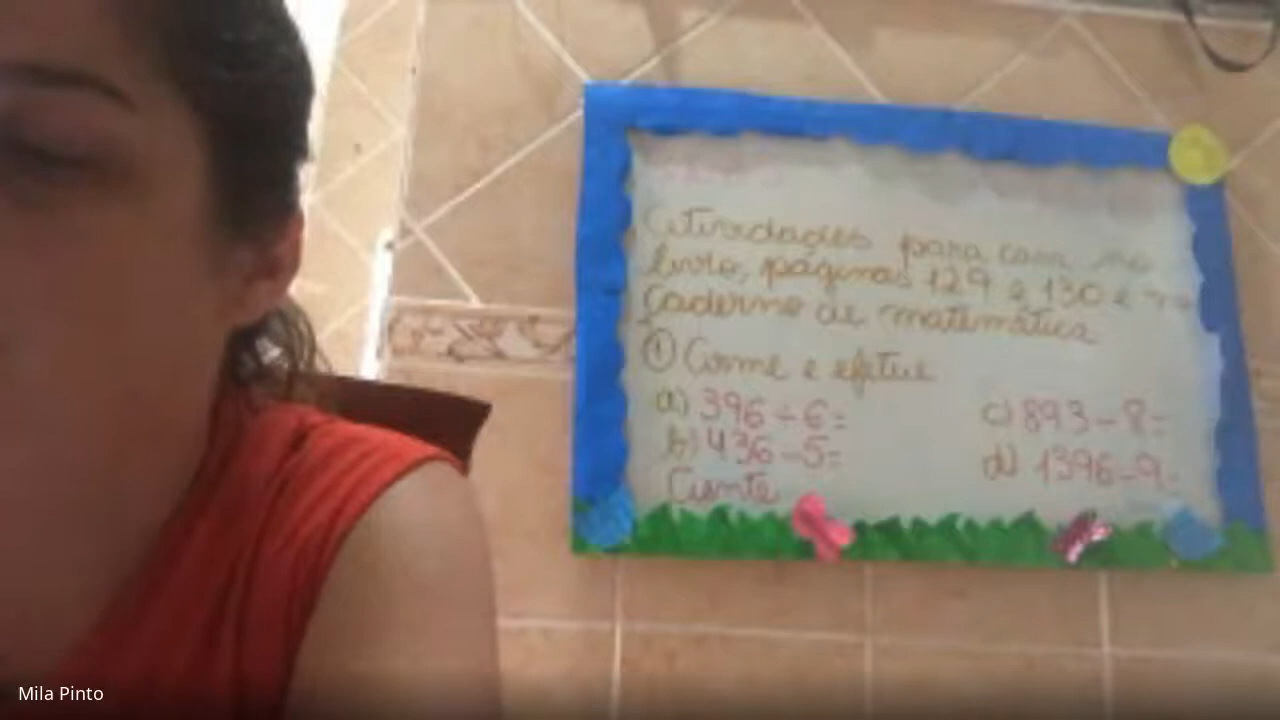 Atividades para casa no
livro, páginas 129 e 130 e no
caderno de matemática
① Arme e efetue
a) 396 ÷ 6 =
c) 893 - 8 =
b) 436 - 5 =
d) 1396 - 9 =
Ciente
Mila Pinto